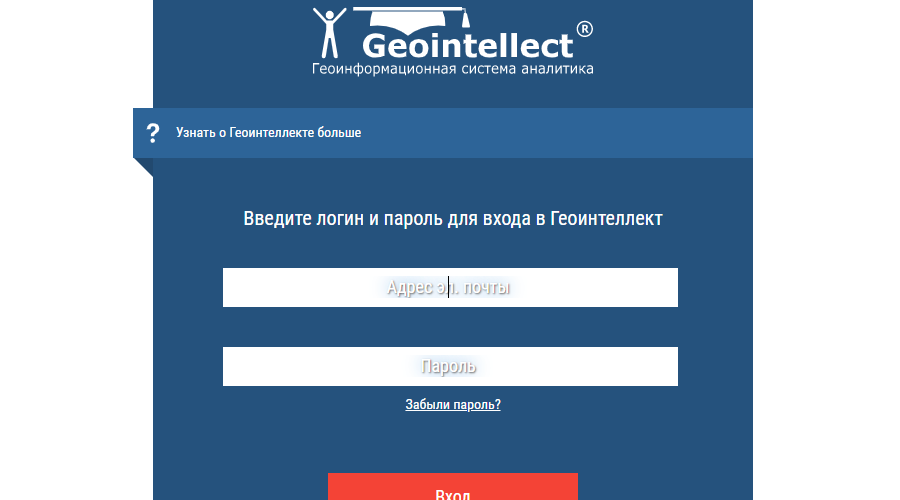 Geointellect®
Геоинформационная система аналитика
? Узнать о Геоинтеллекте больше
Введите логин и пароль для входа в Геоинтеллект
Адрес эл. почты
Пароль
Забыли пароль?
Вход